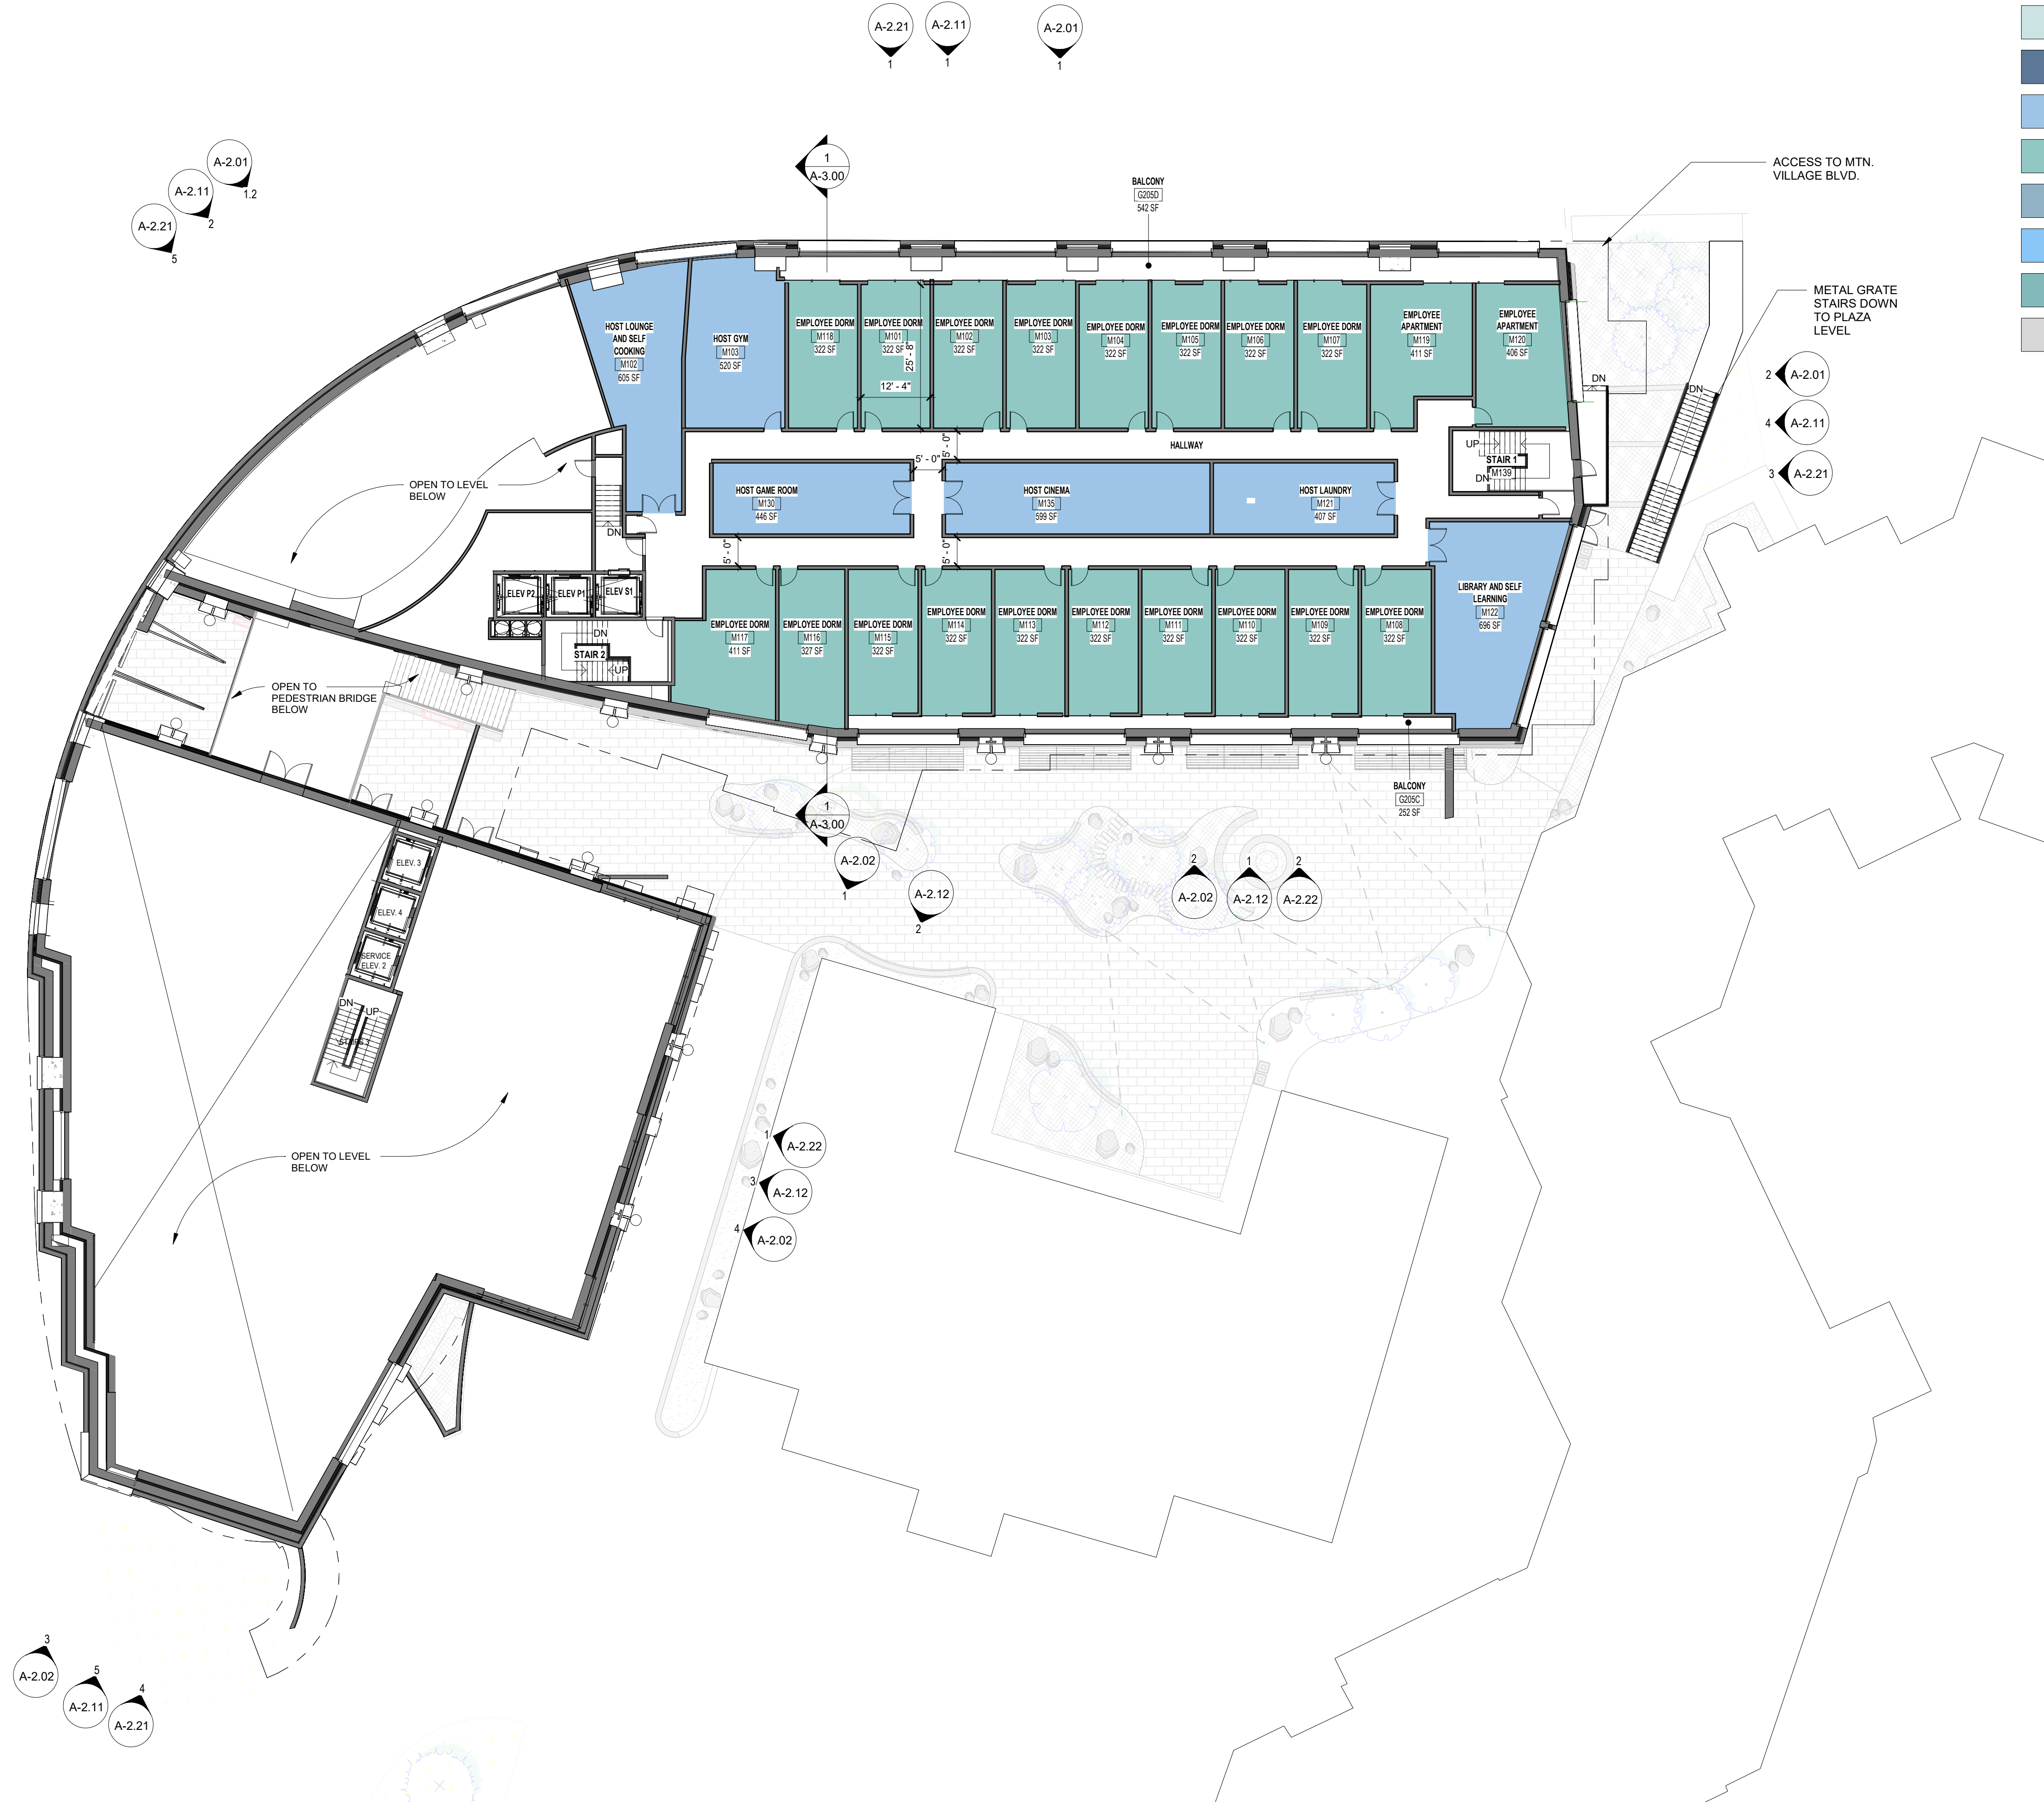 A-2.21
1
A-2.11
1
A-2.01
1
A-2.01
1.2
A-2.11
2
A-2.21
5
1
A-3.00
BALCONY
G205D
542 SF
ACCESS TO MTN.
VILLAGE BLVD.
METAL GRATE
STAIRS DOWN
TO PLAZA
LEVEL
HOST LOUNGE
AND SELF
COOKING
M102
605 SF
HOST GYM
M103
520 SF
EMPLOYEE DORM
M118
322 SF
EMPLOYEE DORM
M101
322 SF
25' - 8"
12' - 4"
EMPLOYEE DORM
M102
322 SF
EMPLOYEE DORM
M103
322 SF
EMPLOYEE DORM
M104
322 SF
EMPLOYEE DORM
M105
322 SF
EMPLOYEE DORM
M106
322 SF
EMPLOYEE DORM
M107
322 SF
EMPLOYEE
APARTMENT
M119
411 SF
EMPLOYEE
APARTMENT
M120
406 SF
DN
DN
2
A-2.01
4
A-2.11
3
A-2.21
HALLWAY
5' - 0"
5' - 0"
UP
STAIR 1
M139
DN
OPEN TO LEVEL
BELOW
DN
HOST GAME ROOM
M130
446 SF
HOST CINEMA
M135
599 SF
HOST LAUNDRY
M121
407 SF
5' - 0"
5' - 0"
ELEV P2
ELEV P1
ELEV S1
DN
STAIR 2
UP
EMPLOYEE DORM
M117
411 SF
EMPLOYEE DORM
M116
327 SF
EMPLOYEE DORM
M115
322 SF
EMPLOYEE DORM
M114
322 SF
EMPLOYEE DORM
M113
322 SF
EMPLOYEE DORM
M112
322 SF
EMPLOYEE DORM
M111
322 SF
EMPLOYEE DORM
M110
322 SF
EMPLOYEE DORM
M109
322 SF
EMPLOYEE DORM
M108
322 SF
LIBRARY AND SELF
LEARNING
M122
696 SF
OPEN TO
PEDESTRIAN BRIDGE
BELOW
BALCONY
G205C
252 SF
1
A-3.00
A-2.02
1
A-2.12
2
2
A-2.02
1
A-2.12
2
A-2.22
ELEV. 3
ELEV. 4
SERVICE
ELEV. 2
DN
UP
STAIRS 3
OPEN TO LEVEL
BELOW
1
A-2.22
3
A-2.12
4
A-2.02
3
A-2.02
5
A-2.11
4
A-2.21